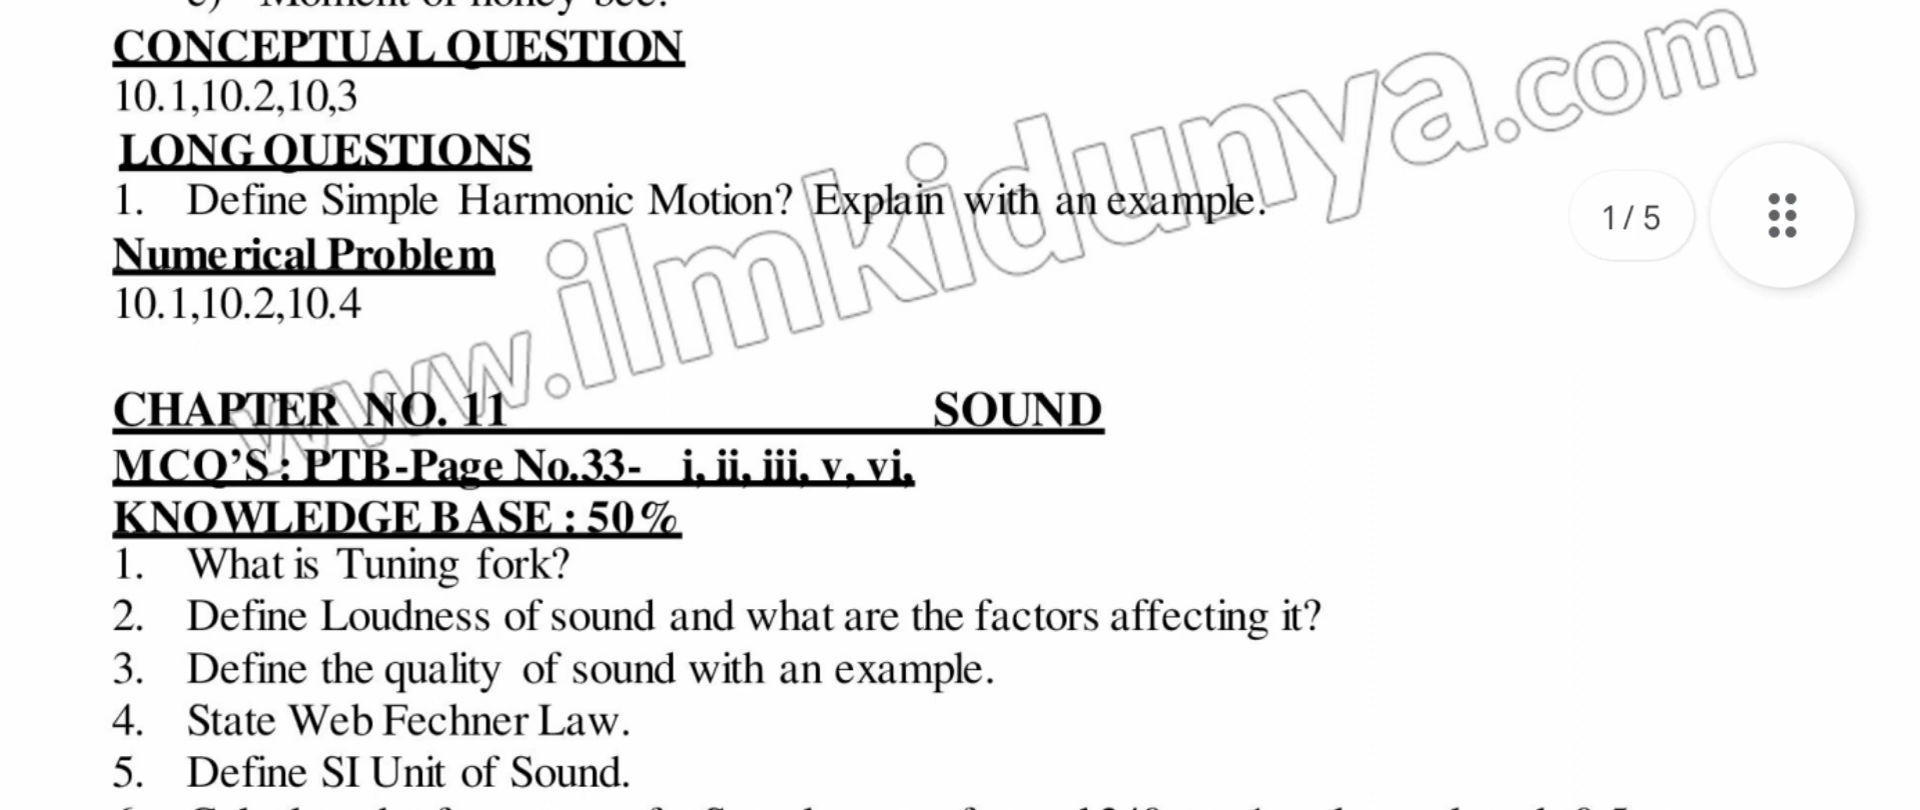 CONCEPTUAL QUESTION
10.1,10.2,10,3
LONG QUESTIONS
1. Define Simple Harmonic Motion? Explain with an example.
Numerical Problem
10.1,10.2,10.4
1/5
www.ilmkidunya.com
CHAPTER NO. 11 SOUND
MCQ’S : PTB-Page No.33- i, ii, iii, v, vi,
KNOWLEDGE BASE : 50%
1. What is Tuning fork?
2. Define Loudness of sound and what are the factors affecting it?
3. Define the quality of sound with an example.
4. State Web Fechner Law.
5. Define SI Unit of Sound.